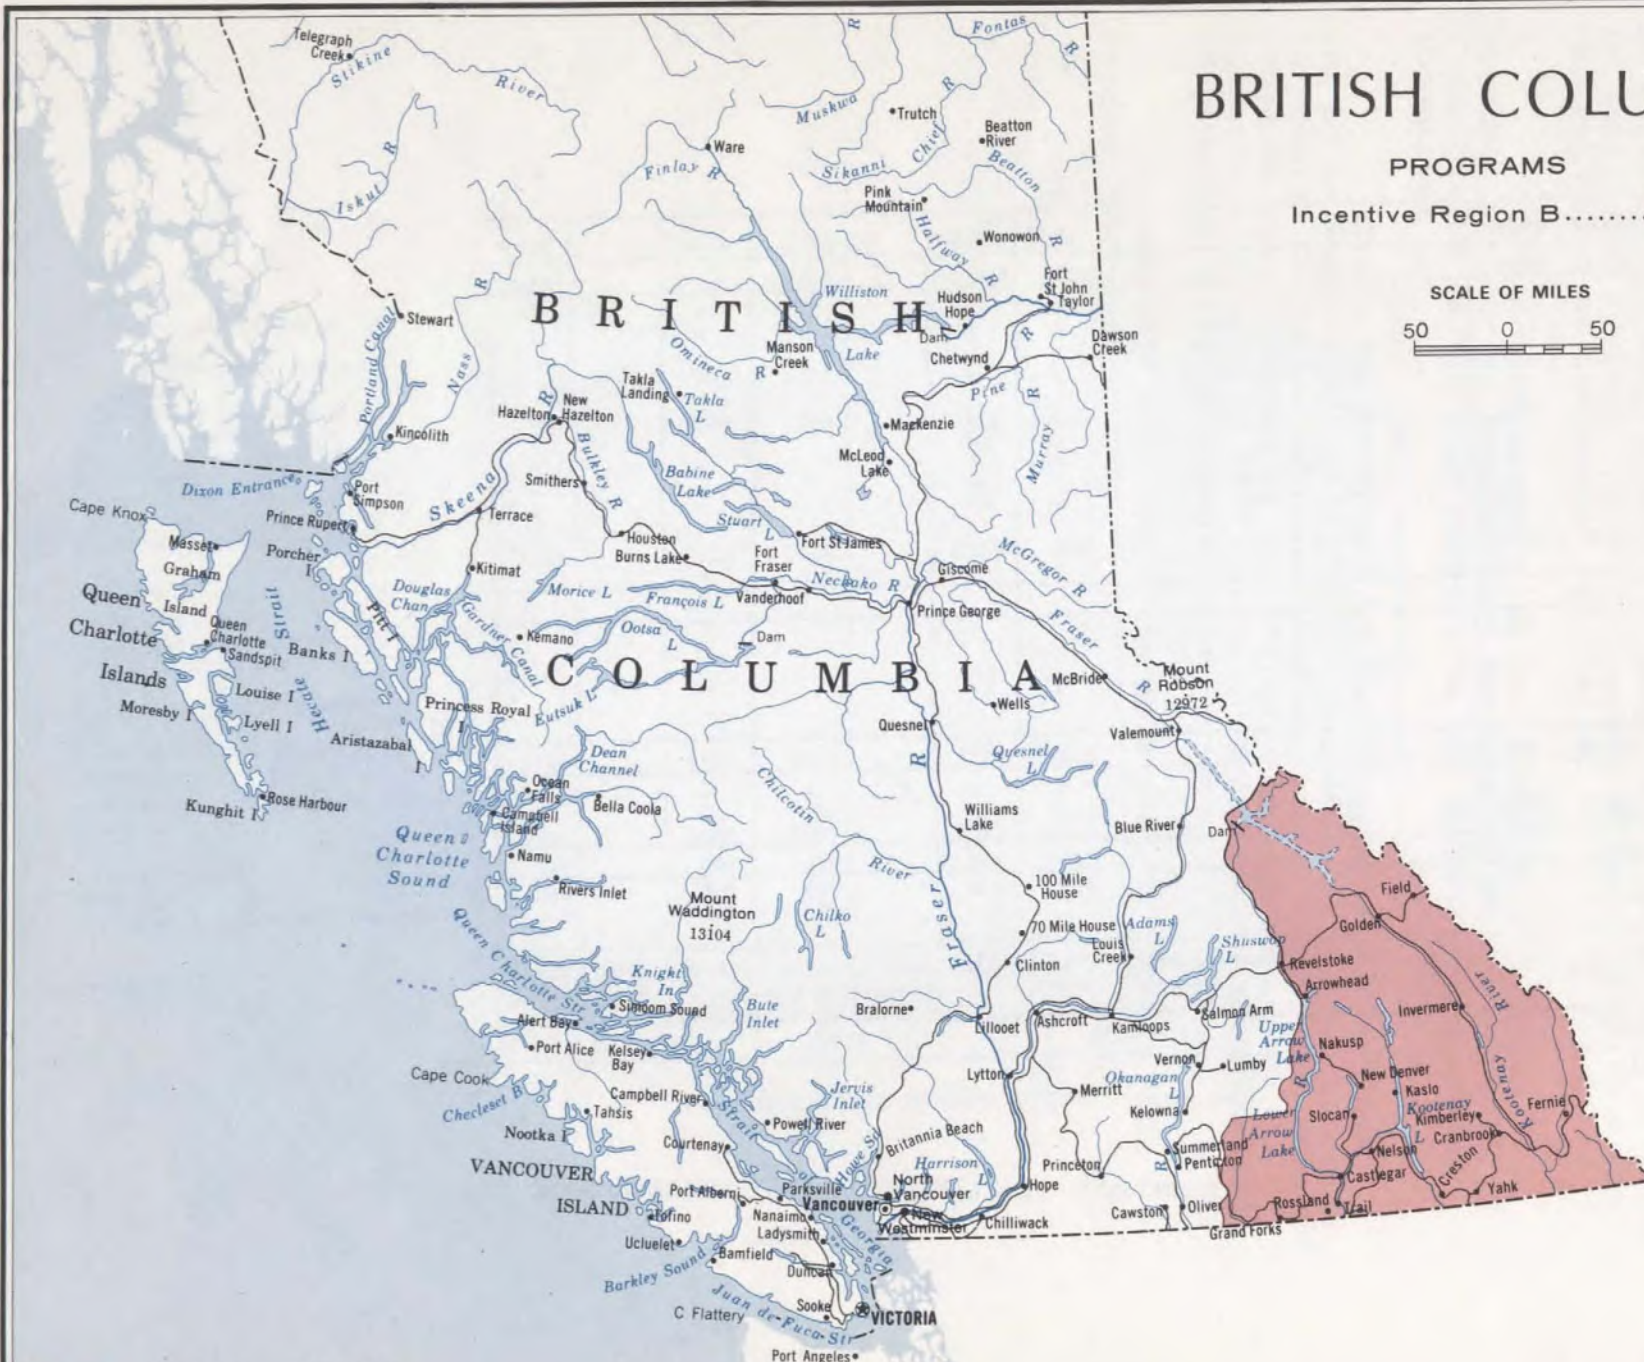 BRITISH COLU
PROGRAMS
Incentive Region B........
SCALE OF MILES
50 0 50
Telegraph
Creek
Stikine
River
Iskut R
Fontas
R
R
Muskwa
Trutch
Beatton
River
Sikanni Chief R
Beatton
R
Ware
Finlay R
Pink
Mountain
Halfway
R
Wonowon
Fort
St John
Taylor
Hudson
Hope
Dam
Williston
Lake
BRITISH
Stewart
Portland Canal
Nass
R
Omineca
R
Manson
Creek
Chetwynd
R
Dawson
Creek
Pine
Murray
R
Takla
Landing
Takla
L
New
Hazelton
Hazelton
R
Mackenzie
McLeod
Lake
Kincolith
Bulkley R
Babine
Lake
Smithers
Skeena
Dixon Entrance
Port
Simpson
Prince Rupert
Terrace
Cape Knox
Masset
Graham
Island
Queen
Charlotte
Islands
Queen
Charlotte
Sandspit
Porcher
I
Kitimat
Houston
Burns Lake
Stuart
L
Fort St James
Fort
Fraser
Vanderhoof
Nechako R
Giscome
McGregor R
Prince George
Fraser
R
Douglas
Chan
Gardner
Canal
Morice L
François L
Ootsa
L
Kemano
Dam
Pitt I
Banks I
Hecate Strait
Louise I
Lyell I
Moresby I
Kunghit I
Rose Harbour
Princess Royal
I
Eutsuk L
Aristazabal
I
COLUMBIA
McBride
Mount
Robson
12972
Valemount
Wells
Quesnel
R
Quesnel
L
Dean
Channel
Ocean
Falls
Bella Coola
Campbell
Island
Chilcotin
River
Williams
Lake
Blue River
Dam
Queen
Charlotte
Sound
Namu
Rivers Inlet
Mount
Waddington
13104
Chilko
L
Fraser
100 Mile
House
70 Mile House
Clinton
Louis
Creek
Adams
L
Shuswap
L
Field
Golden
Revelstoke
Arrowhead
Queen Charlotte Str
Knight
In
Simoom Sound
Bute
Inlet
Bralorne
Lillooet
Ashcroft
Kamloops
Salmon Arm
Invermere
River
Kootenay
Upper
Arrow
Lake
Nakusp
Alert Bay
Port Alice
Kelsey
Bay
Cape Cook
Checleset B
Campbell River
Jervis
Inlet
Lytton
Merritt
Vernon
Lumby
Okanagan
L
Kelowna
R
New Denver
Kaslo
Slocan
Kootenay
L
Kimberley
Cranbrook
Fernie
Tahsis
Nootka I
Strait
Powell River
Courtenay
Howe Sd
Britannia Beach
Harrison
L
Princeton
Summerland
Penticton
R
Lower
Arrow
Lake
Nelson
Castlegar
Creston
Yahk
VANCOUVER
ISLAND
Port Alberni
Parksville
North
Vancouver
Vancouver
New
Westminster
Hope
Chilliwack
Cawston
Oliver
Rossland
Trail
Grand Forks
Tofino
Nanaimo
Ladysmith
Georgia
Ucluelet
Bamfield
Barkley Sound
Duncan
Sooke
VICTORIA
C Flattery
Juan de Fuca Str
Port Angeles